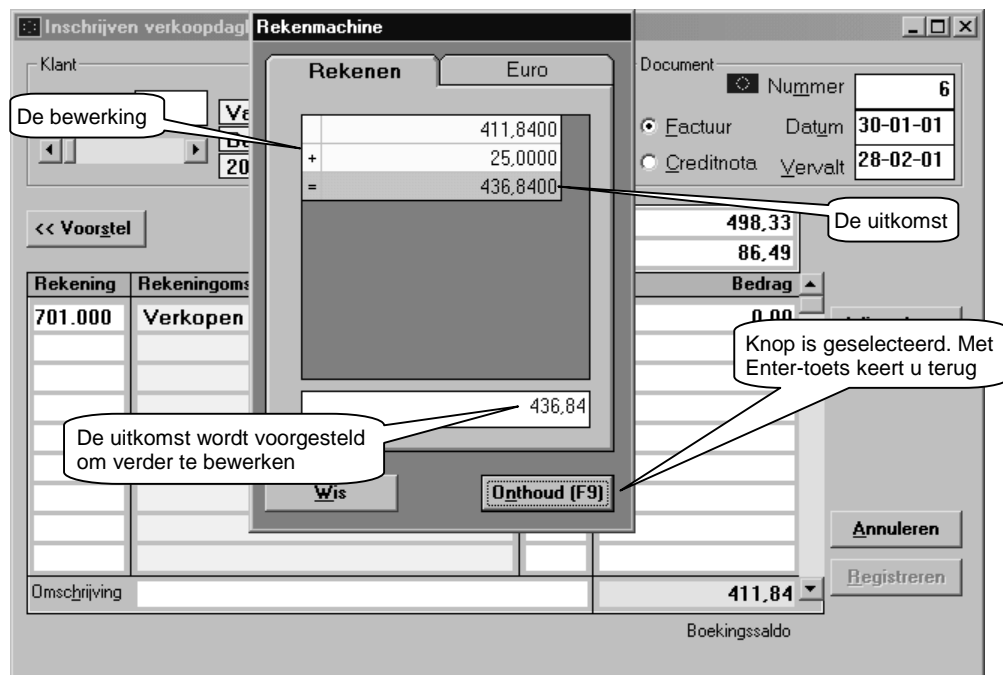 Inschrijven verkoopdagb
Rekenmachine
Klant
Document
Rekenen
Euro
Nummer
6
De bewerking
Va
411,8400
Factuur
Datum
30-01-01
+
25,0000
Creditnota
Vervalt
28-02-01
20
=
436,8400
De uitkomst
<< Voorstel
498,33
86,49
Rekening
Rekeningoms
Bedrag
701.000
Verkopen
0,00
Knop is geselecteerd. Met
Enter-toets keert u terug
436,84
De uitkomst wordt voorgesteld
om verder te bewerken
Wis
Onthoud (F9)
Annuleren
Registreren
Omschrijving
411,84
Boekingssaldo